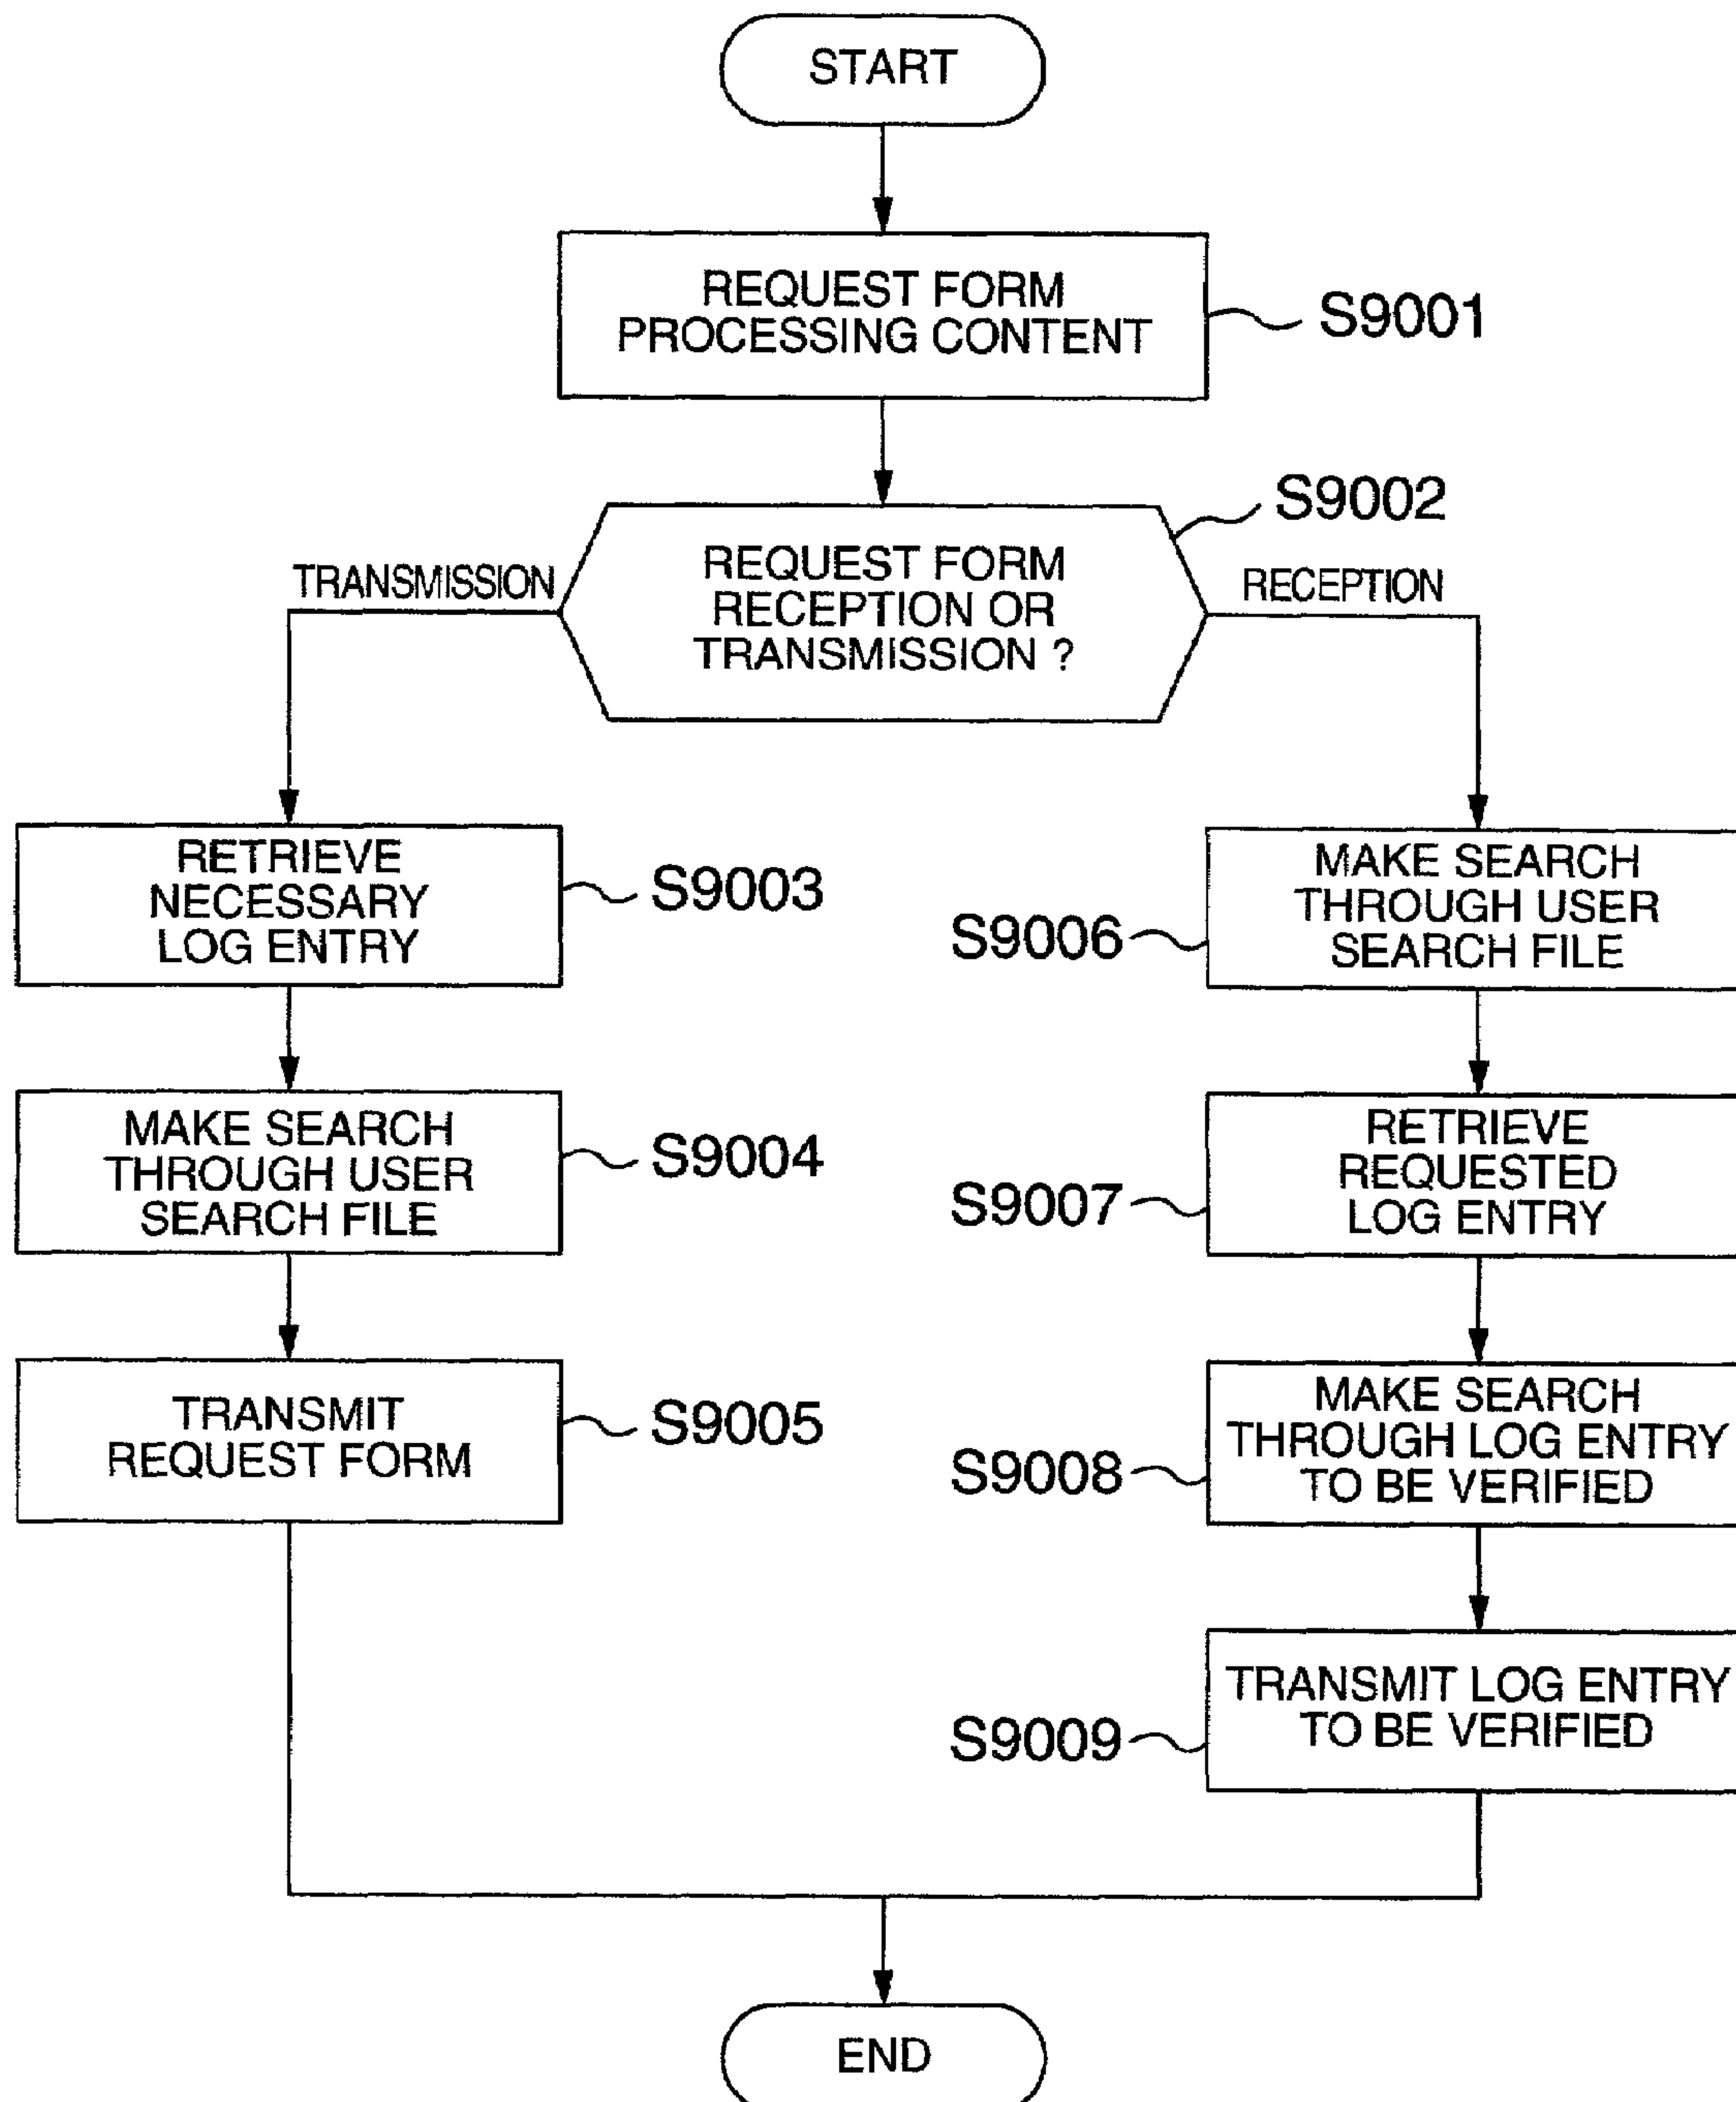 START
REQUEST FORM
PROCESSING CONTENT
S9001
S9002
REQUEST FORM
RECEPTION OR
TRANSMISSION ?
TRANSMISSION
RECEPTION
RETRIEVE
NECESSARY
LOG ENTRY
S9003
MAKE SEARCH
THROUGH USER
SEARCH FILE
S9004
TRANSMIT
REQUEST FORM
S9005
MAKE SEARCH
THROUGH USER
SEARCH FILE
S9006
RETRIEVE
REQUESTED
LOG ENTRY
S9007
MAKE SEARCH
THROUGH LOG ENTRY
TO BE VERIFIED
S9008
TRANSMIT LOG ENTRY
TO BE VERIFIED
S9009
END